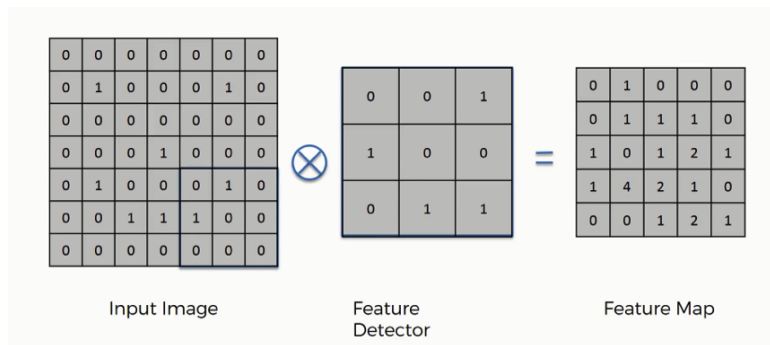 0 0 0 0 0 0 0
0 1 0 0 0 1 0
0 0 0 0 0 0 0
0 0 0 1 0 0 0
0 1 0 0 0 1 0
0 0 1 1 1 0 0
0 0 0 0 0 0 0
Input Image
0 0 1
1 0 0
0 1 1
Feature
Detector
=
0 1 0 0 0
0 1 1 1 0
1 0 1 2 1
1 4 2 1 0
0 0 1 2 1
Feature Map